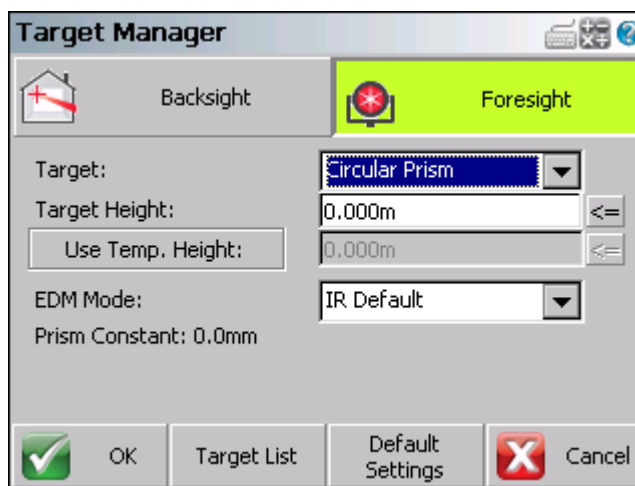 Target Manager
Backsight
Foresight
Target:
Circular Prism
Target Height:
0.000m
<=
Use Temp. Height:
0.000m
<=
EDM Mode:
IR Default
Prism Constant: 0.0mm
OK
Target List
Default
Settings
Cancel